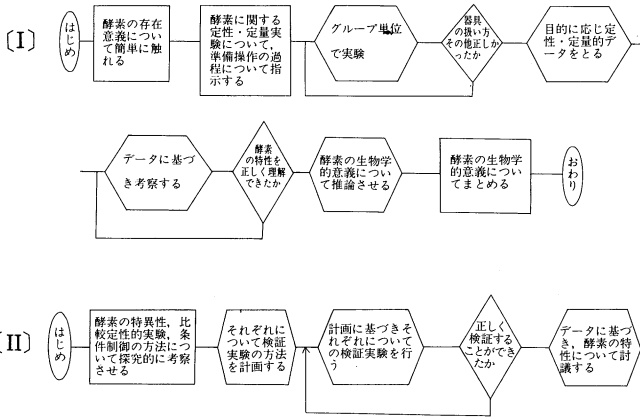 〔I〕
はじめ
酵素の存在
意義につい
て簡単に触
れる
酵素に関する
定性・定量実
験について,
準備操作の過
程について指
示する
グループ単位
で実験
器具
の扱い方
その他正しか
ったか
目的に応じ定
性・定量的デ
ータをとる
データに基づ
き考察する
酵素
の特性を
正しく理解
できたか
酵素の生物学
的意義につい
て推論させる
酵素の生物学
的意義につい
てまとめる
おわり
〔II〕
はじめ
酵素の特異性, 比
較定性的実験, 条
件制御の方法につ
いて探究的に考察
させる
それぞれに
ついて検証
実験の方法
を計画する
計画に基づきそ
れぞれについて
の検証実験を行
う
正しく
検証する
ことができ
たか
データに基づ
き, 酵素の特
性について討
議する